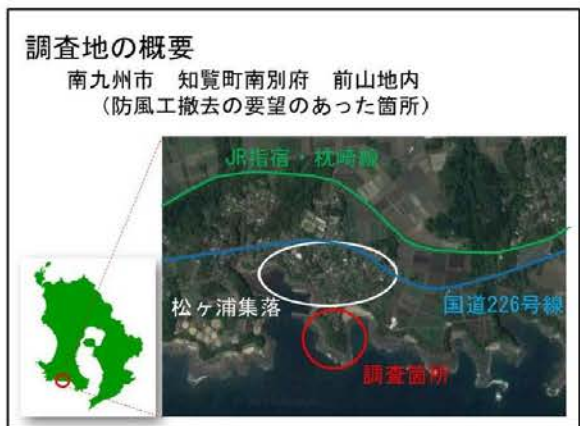 調査地の概要
南九州市　知覧町南別府　前山地内
（防風工撤去の要望のあった箇所）
JR指宿・枕崎線
松ヶ浦集落
国道226号線
調査箇所